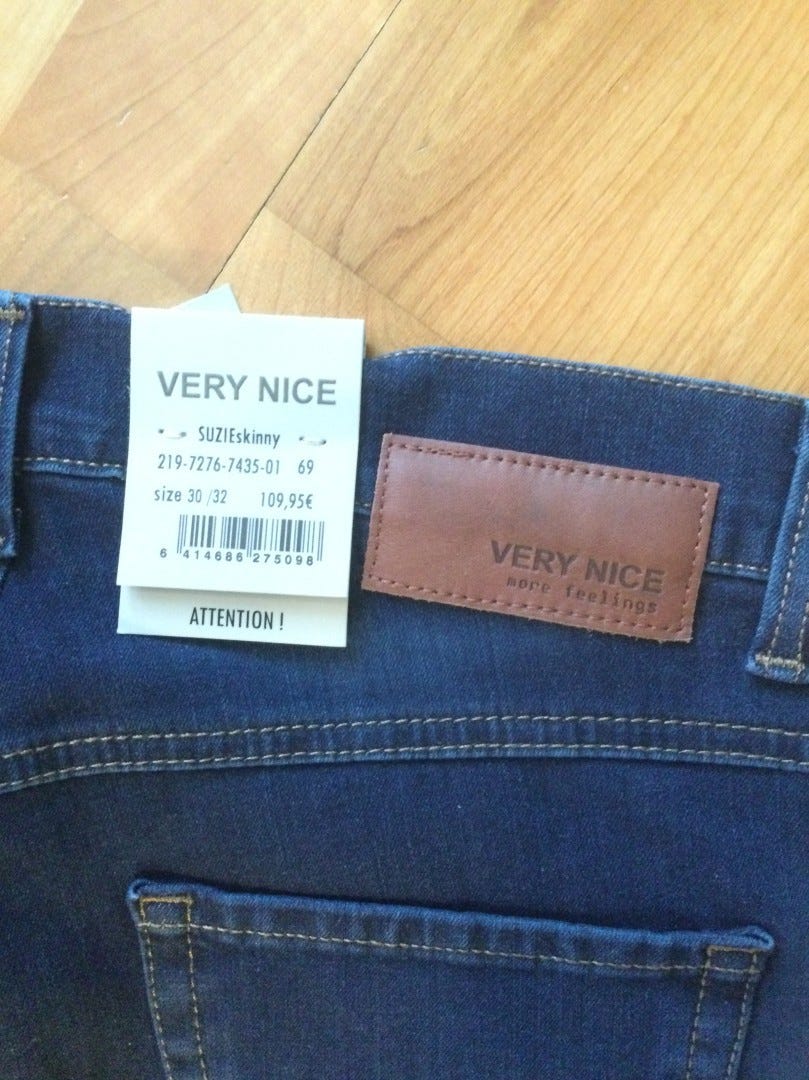 VERY NICE
SUZIEskinny
219-7276-7435-01 69
size 30 /32 109,95€
6 414686 275098
ATTENTION !
VERY NICE
more feelings